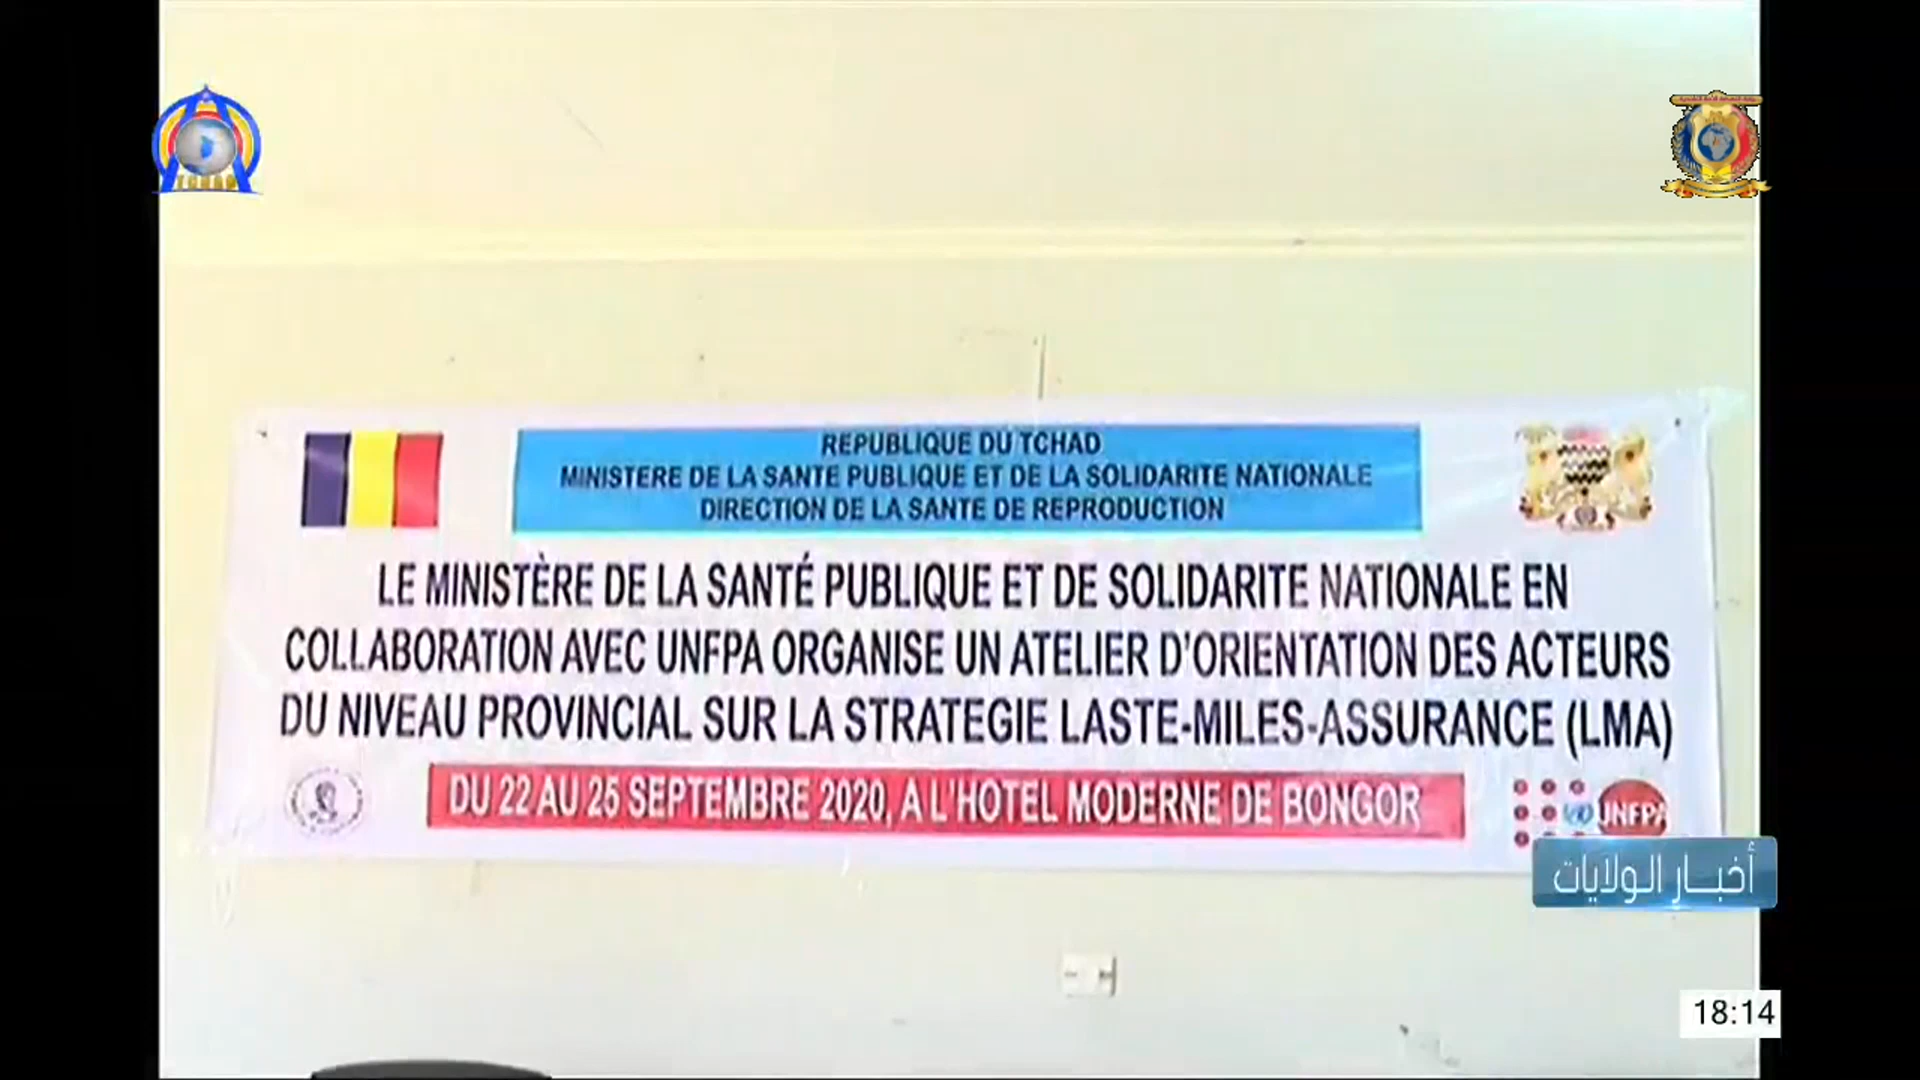 TCHAD
REPUBLIQUE DU TCHAD
MINISTERE DE LA SANTE PUBLIQUE ET DE LA SOLIDARITE NATIONALE
DIRECTION DE LA SANTE DE REPRODUCTION
LE MINISTÈRE DE LA SANTÉ PUBLIQUE ET DE SOLIDARITE NATIONALE EN
COLLABORATION AVEC UNFPA ORGANISE UN ATELIER D'ORIENTATION DES ACTEURS
DU NIVEAU PROVINCIAL SUR LA STRATEGIE LASTE-MILES-ASSURANCE (LMA)
DU 22 AU 25 SEPTEMBRE 2020, A L'HOTEL MODERNE DE BONGOR
UNFPA
أخبار الولايات
18:14